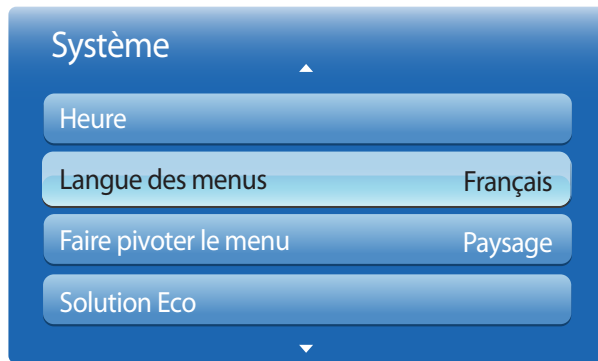 Système
Heure
Langue des menus Français
Faire pivoter le menu Paysage
Solution Eco